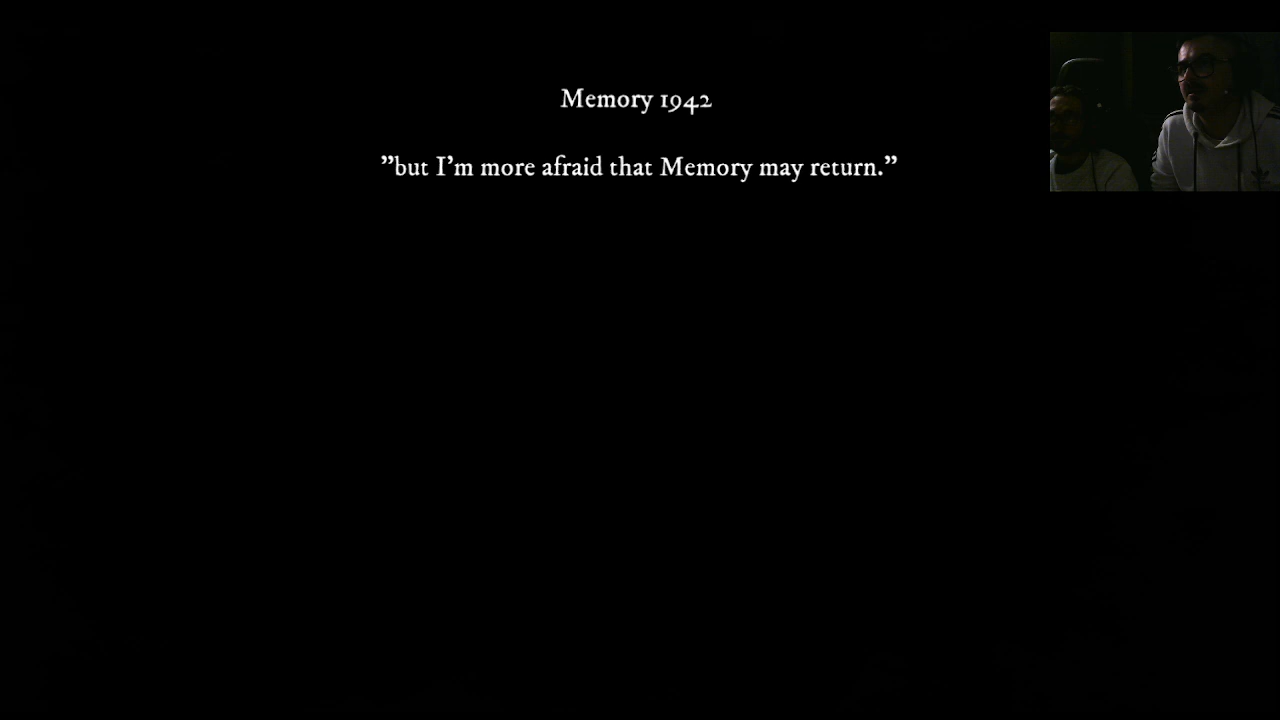 Memory 1942
”but I’m more afraid that Memory may return.”